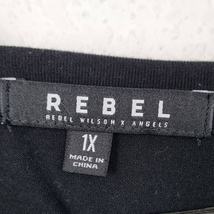 REBEL
REBEL WILSON X ANGELS
1X
MADE IN
CHINA